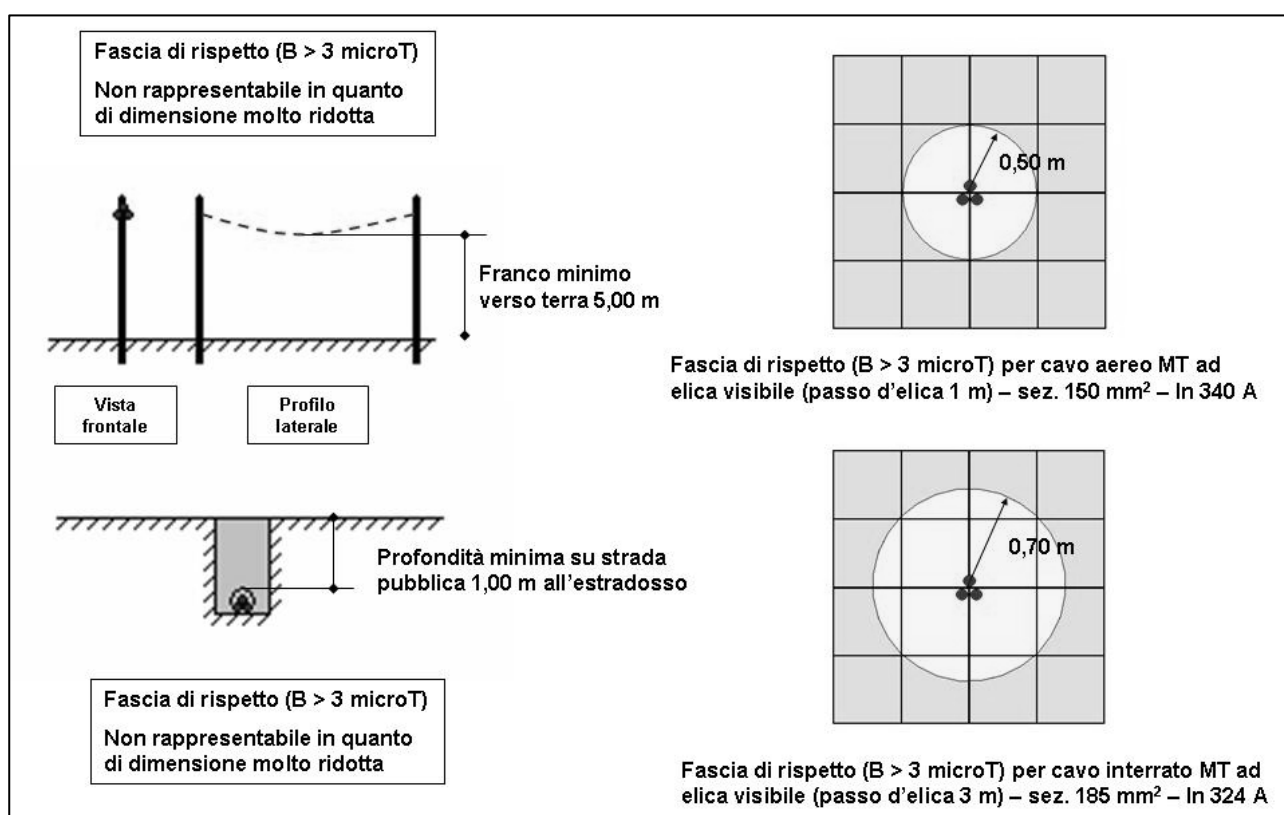 Fascia di rispetto (B > 3 microT)
Non rappresentabile in quanto
di dimensione molto ridotta
Franco minimo
verso terra 5,00 m
Vista
frontale
Profilo
laterale
0,50 m
Fascia di rispetto (B > 3 microT) per cavo aereo MT ad
elica visibile (passo d'elica 1 m) – sez. 150 mm² – In 340 A
Profondità minima su strada
pubblica 1,00 m all'estradosso
Fascia di rispetto (B > 3 microT)
Non rappresentabile in quanto
di dimensione molto ridotta
0,70 m
Fascia di rispetto (B > 3 microT) per cavo interrato MT ad
elica visibile (passo d'elica 3 m) – sez. 185 mm² – In 324 A